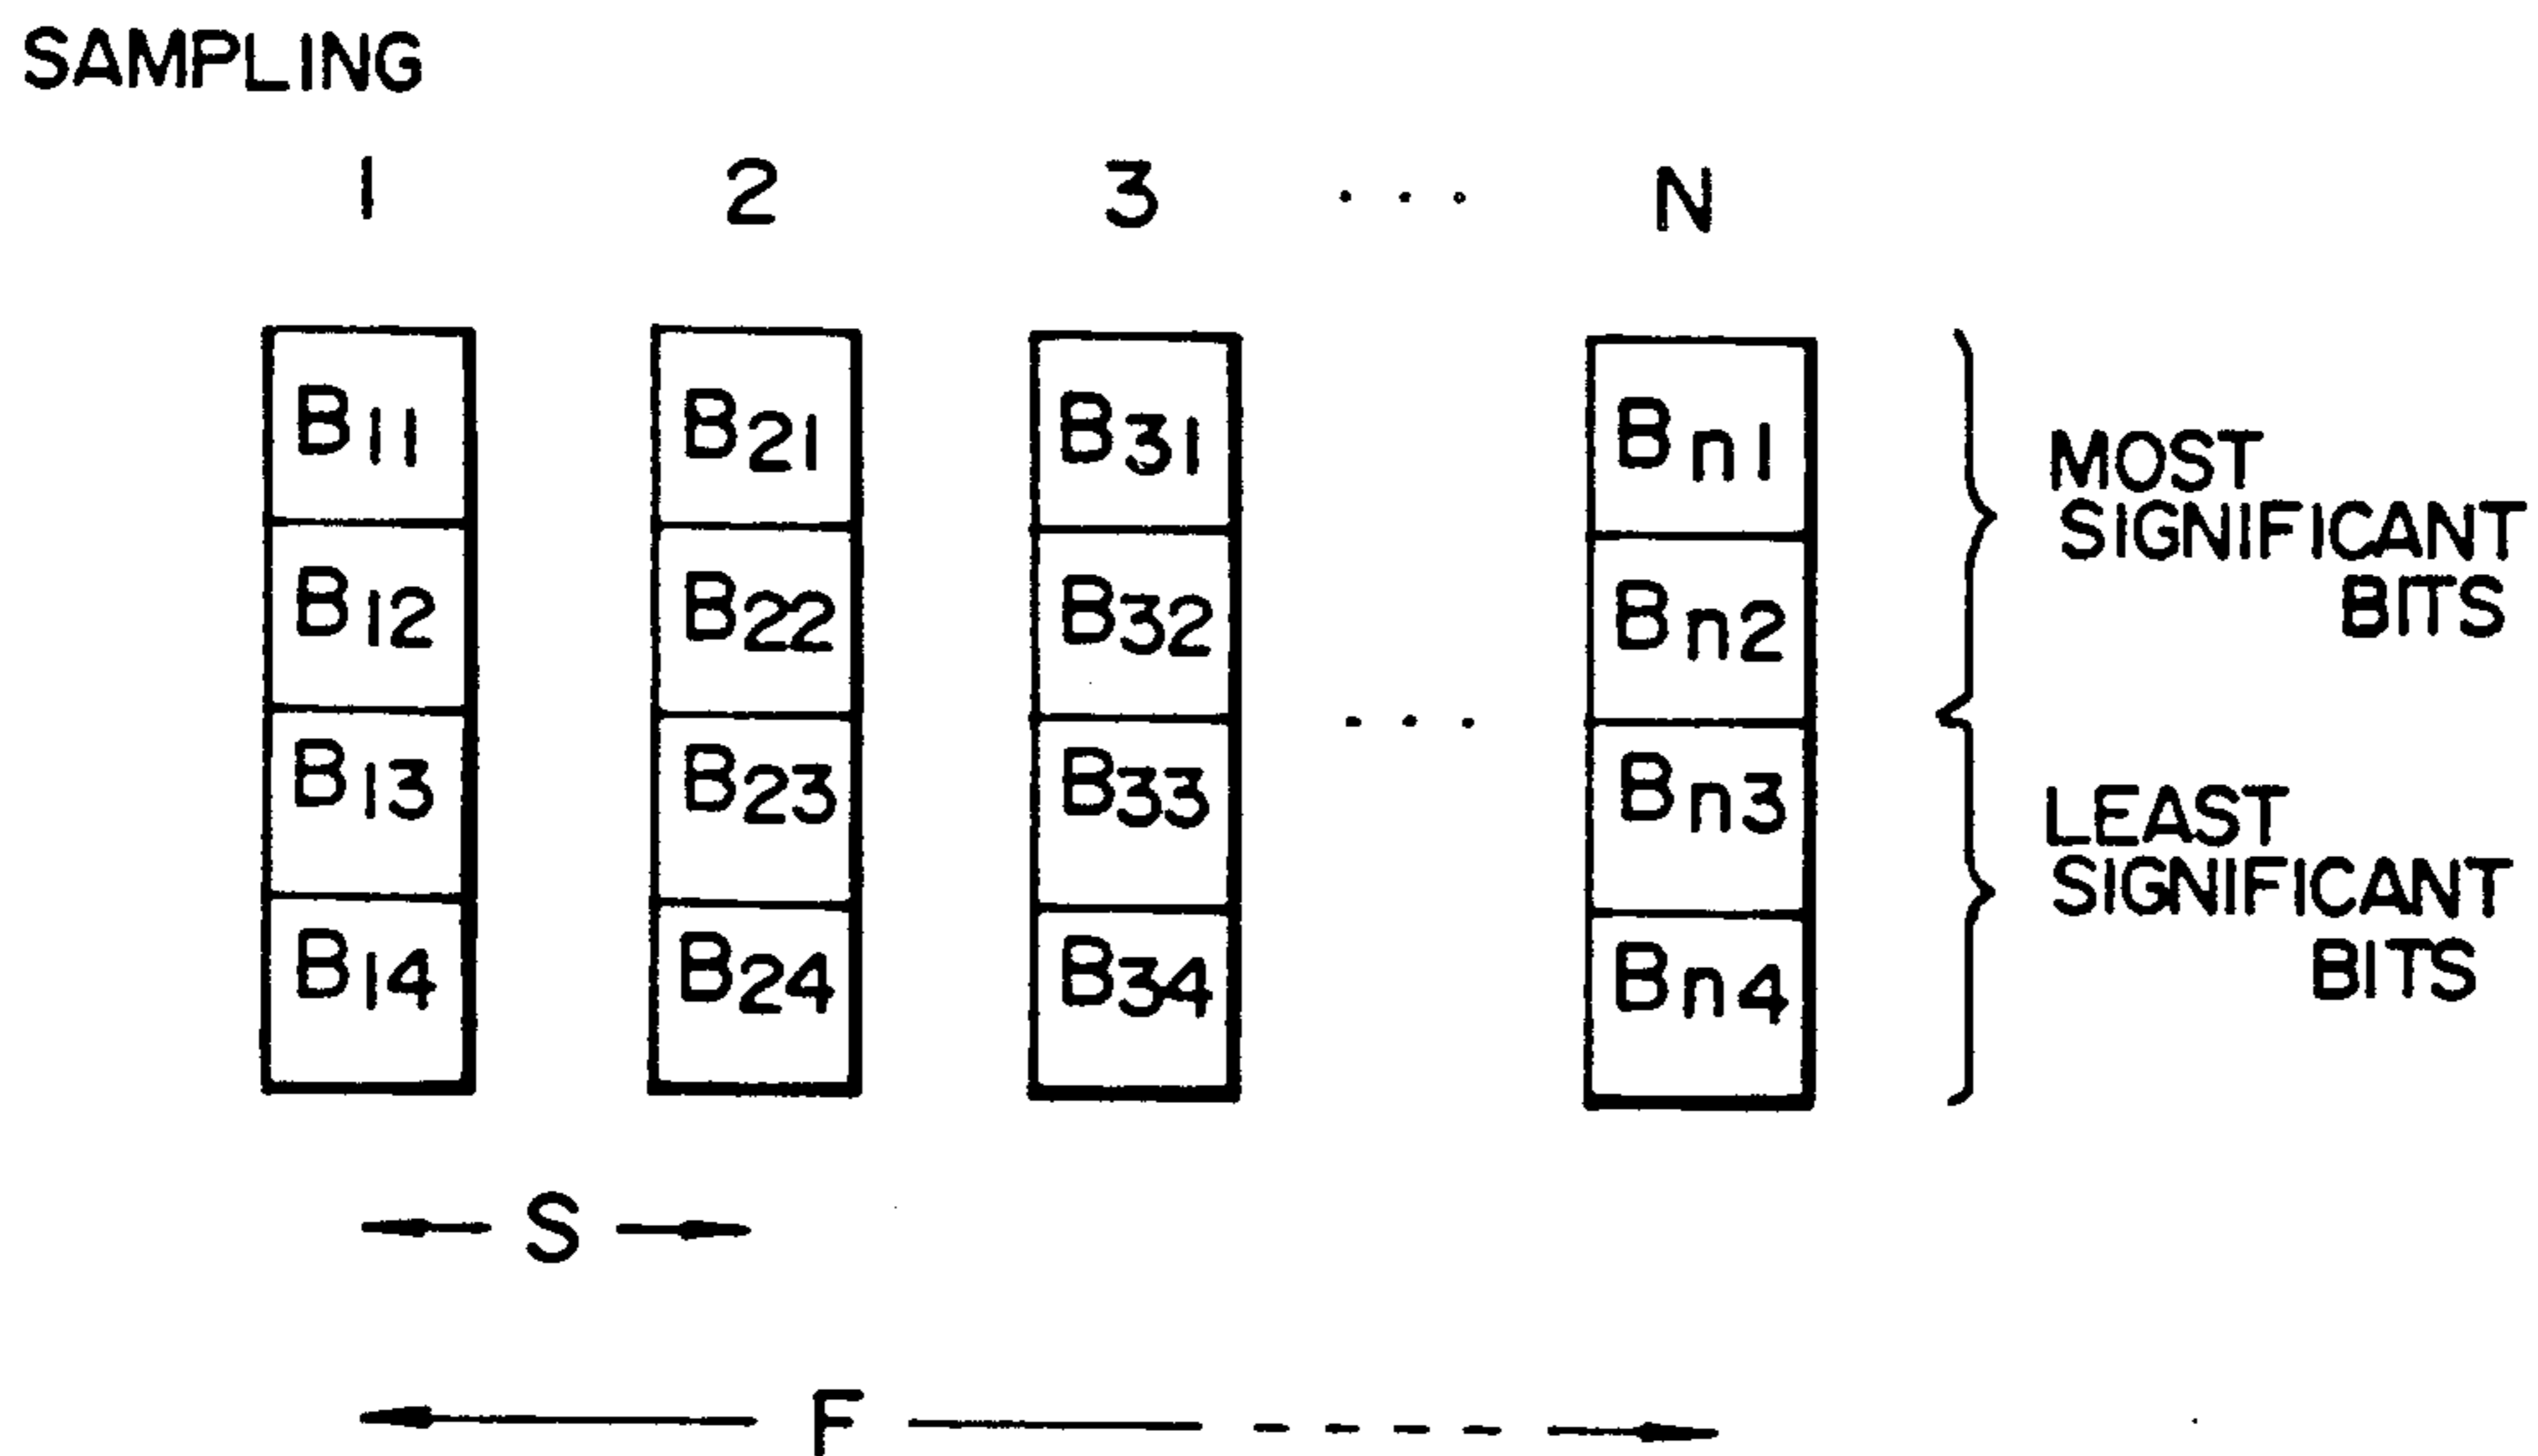 SAMPLING
1 2 3 ... N
B11 B21 B31 Bn1
B12 B22 B32 Bn2
B13 B23 B33 ... Bn3
B14 B24 B34 Bn4
MOST
SIGNIFICANT
BITS
LEAST
SIGNIFICANT
BITS
S
F